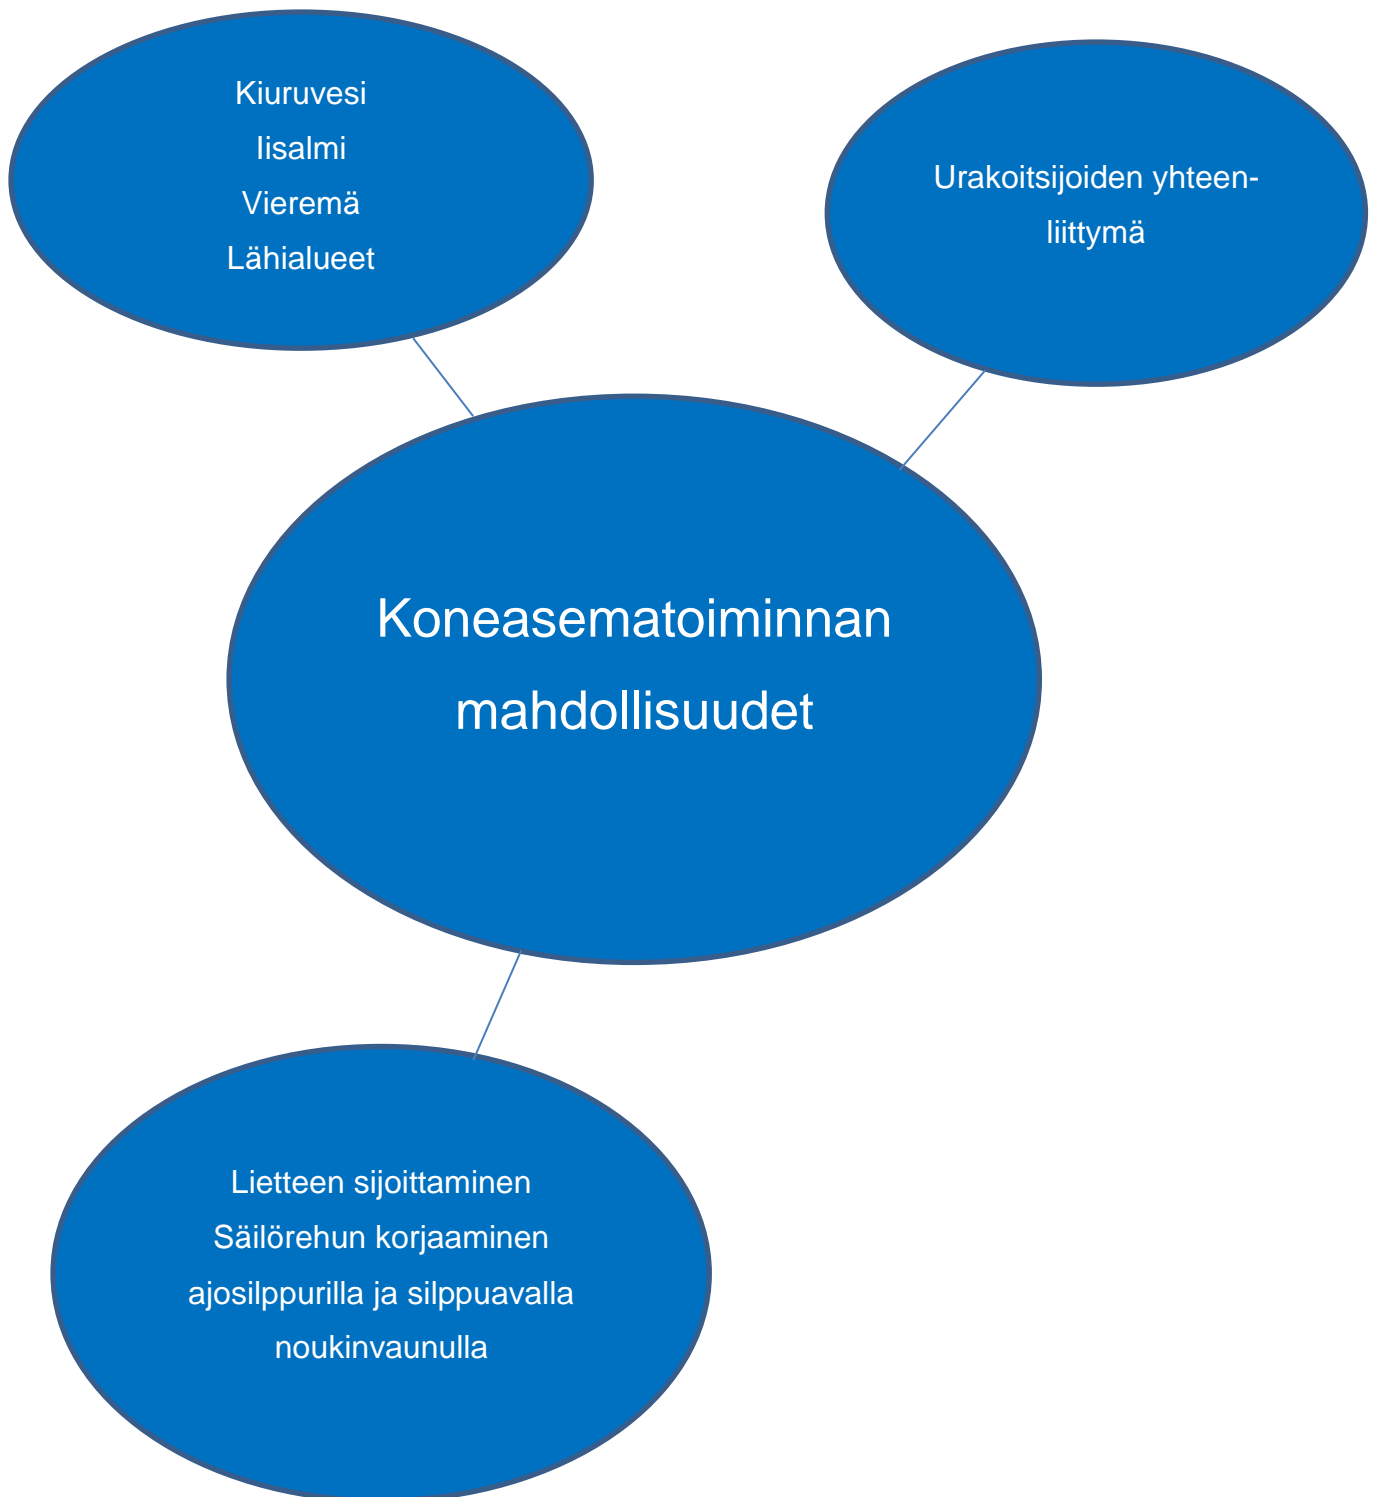 Kiuruvesi
Iisalmi
Vieremä
Lähialueet
Urakoitsijoiden yhteen-
liittymä
Koneasematoiminnan
mahdollisuudet
Lietteen sijoittaminen
Säilörehun korjaaminen
ajosilppurilla ja silppuavalla
noukinvaunulla